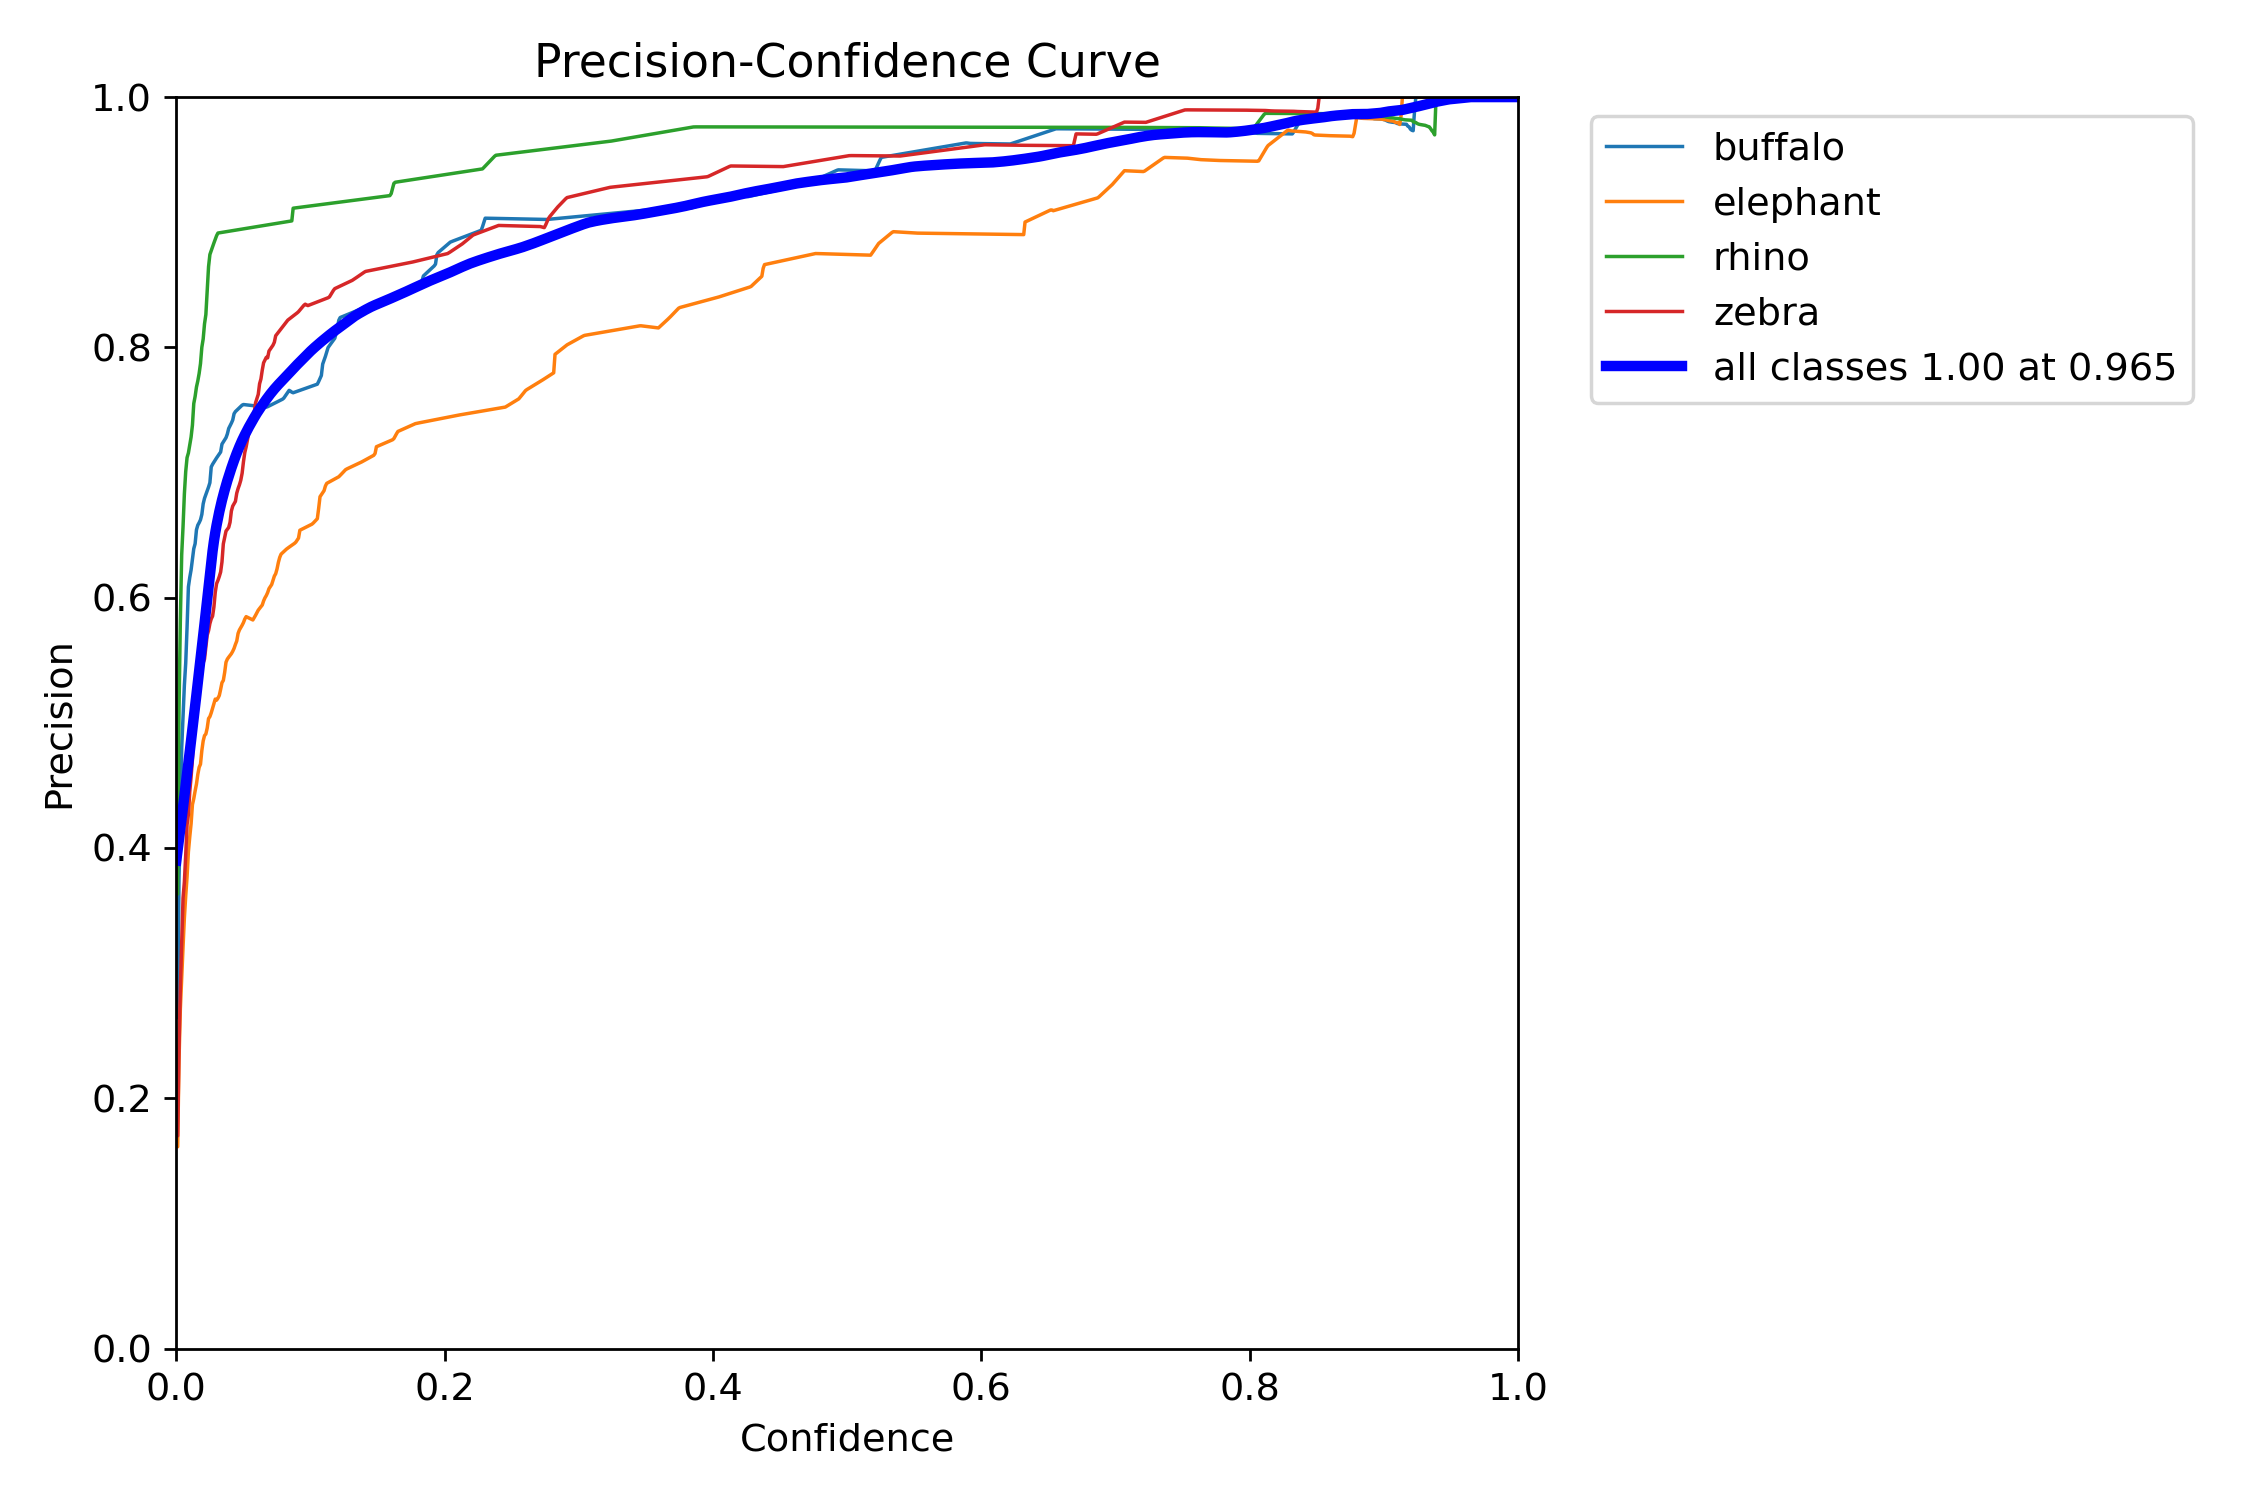 Precision-Confidence Curve
1.0
0.8
0.6
0.4
0.2
0.0
Precision
0.0 0.2 0.4 0.6 0.8 1.0
Confidence
buffalo
elephant
rhino
zebra
all classes 1.00 at 0.965